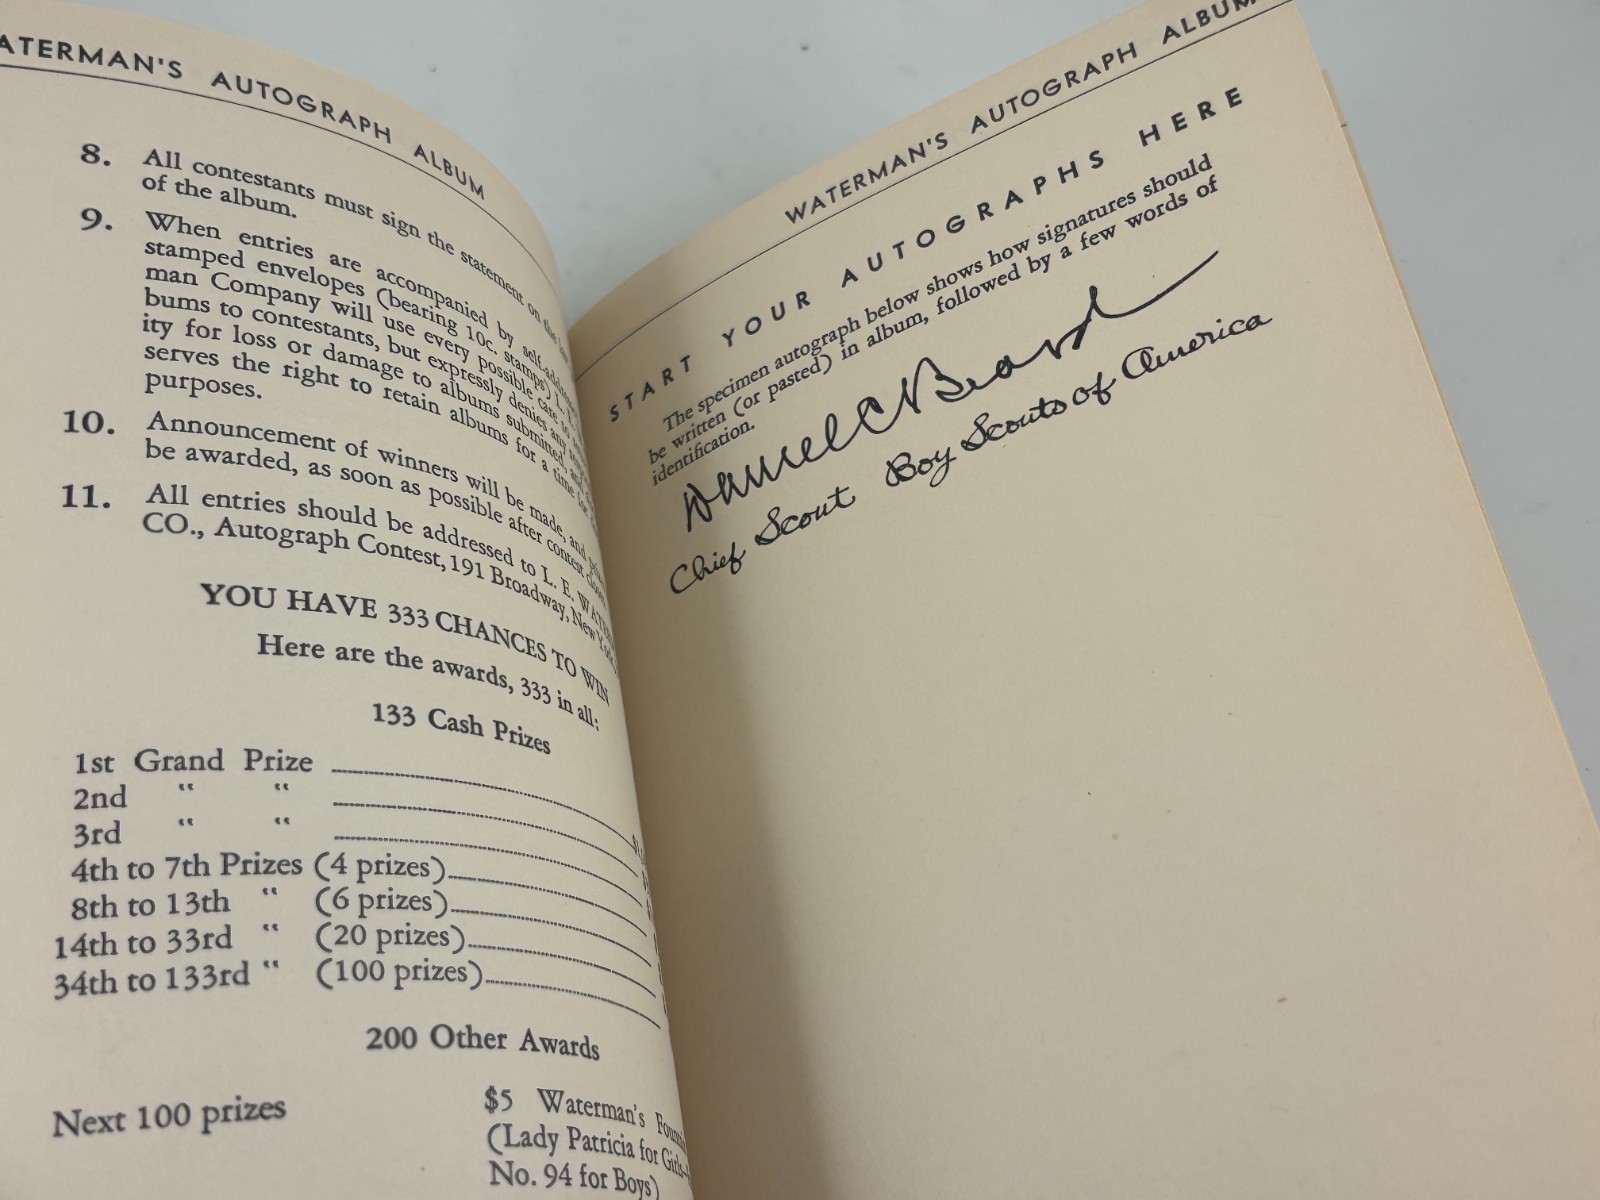 WATERMAN'S AUTOGRAPH ALBUM
8. All contestants must sign the statement on the
of the album.
9. When entries are accompanied by self-addressed
stamped envelopes (bearing 10c. stamps) L. E.
man Company will use every possible care to
bums to contestants, but expressly denies any
ity for loss or damage to albums submitted, and
serves the right to retain albums for a time for
purposes.
10. Announcement of winners will be made, and
be awarded, as soon as possible after contest
11. All entries should be addressed to L. E.
CO., Autograph Contest, 191 Broadway, New York,
YOU HAVE 333 CHANCES TO WIN
Here are the awards, 333 in all:
133 Cash Prizes
1st Grand Prize
2nd " "
3rd " "
4th to 7th Prizes (4 prizes)
8th to 13th " (6 prizes)
14th to 33rd " (20 prizes)
34th to 133rd " (100 prizes)
200 Other Awards
Next 100 prizes $5 Waterman's
(Lady Patricia for Girls—
No. 94 for Boys)
WATERMAN'S AUTOGRAPH ALBUM
START YOUR AUTOGRAPHS HERE
The specimen autograph below shows how signatures should
be written (or pasted) in album, followed by a few words of
identification.
Daniel C Beard
Chief Scout Boy Scouts of America